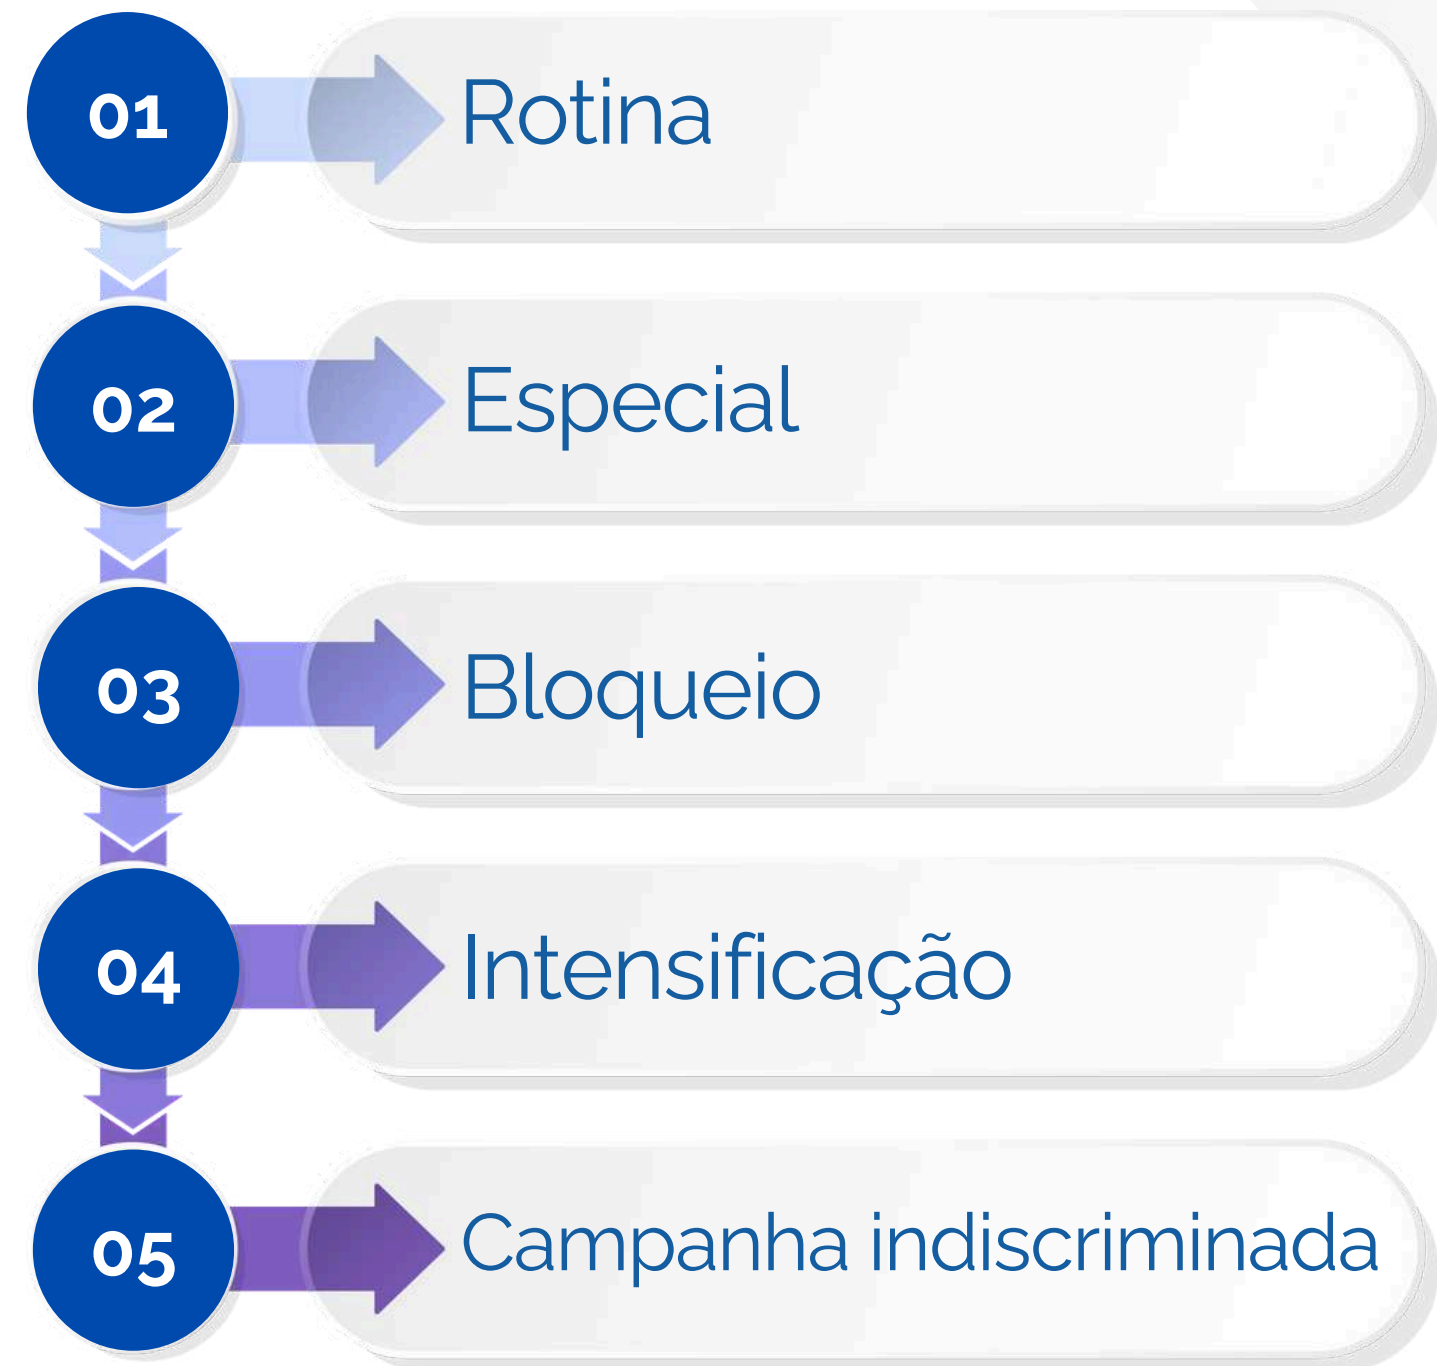 01 Rotina
02 Especial
03 Bloqueio
04 Intensificação
05 Campanha indiscriminada